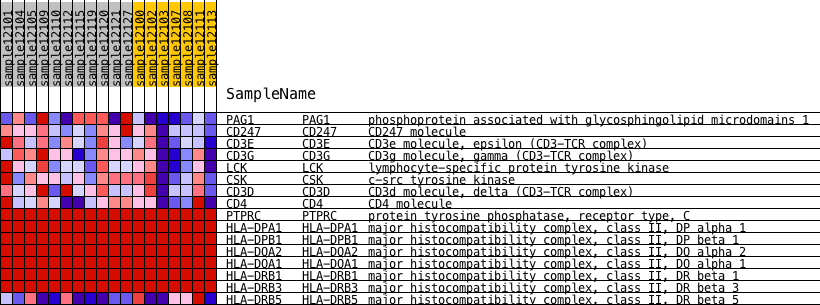 sample12101
sample12104
sample12105
sample12109
sample12110
sample12112
sample12115
sample12119
sample12120
sample12121
sample12127
sample12100
sample12102
sample12103
sample12107
sample12108
sample12111
sample12113
SampleName
PAG1 PAG1 phosphoprotein associated with glycosphingolipid microdomains 1
CD247 CD247 CD247 molecule
CD3E CD3E CD3e molecule, epsilon (CD3−TCR complex)
CD3G CD3G CD3g molecule, gamma (CD3−TCR complex)
LCK LCK lymphocyte−specific protein tyrosine kinase
CSK CSK c−src tyrosine kinase
CD3D CD3D CD3d molecule, delta (CD3−TCR complex)
CD4 CD4 CD4 molecule
PTPRC PTPRC protein tyrosine phosphatase, receptor type, C
HLA−DPA1 HLA−DPA1 major histocompatibility complex, class II, DP alpha 1
HLA−DPB1 HLA−DPB1 major histocompatibility complex, class II, DP beta 1
HLA−DQA2 HLA−DQA2 major histocompatibility complex, class II, DQ alpha 2
HLA−DQA1 HLA−DQA1 major histocompatibility complex, class II, DQ alpha 1
HLA−DRB1 HLA−DRB1 major histocompatibility complex, class II, DR beta 1
HLA−DRB3 HLA−DRB3 major histocompatibility complex, class II, DR beta 3
HLA−DRB5 HLA−DRB5 major histocompatibility complex, class II, DR beta 5